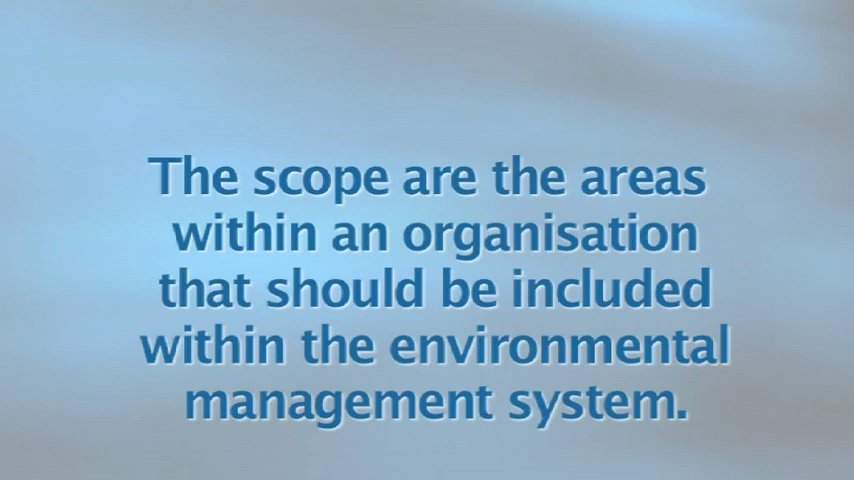 The scope are the areas
within an organisation
that should be included
within the environmental
management system.